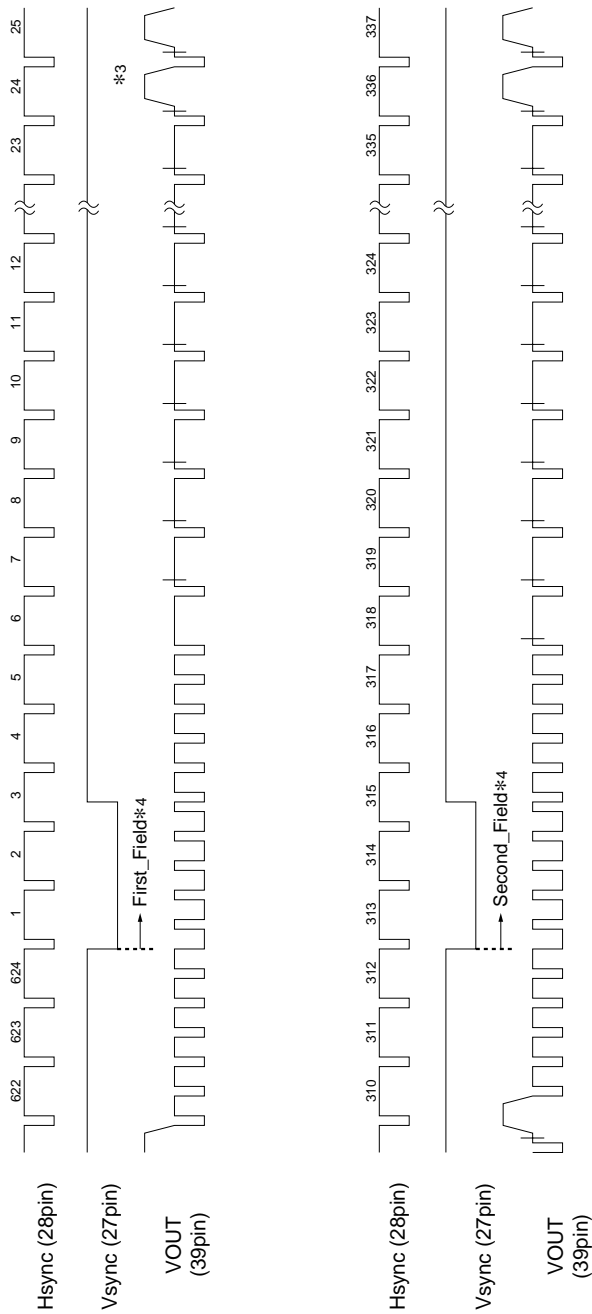 622 623 624 1 2 3 4 5 6 7 8 9 10 11 12 23 24 25
Hsync (28pin)
Vsync (27pin)
First_Field*4
*3
VOUT
(39pin)
310 311 312 313 314 315 316 317 318 319 320 321 322 323 324 335 336 337
Hsync (28pin)
Vsync (27pin)
Second_Field*4
VOUT
(39pin)